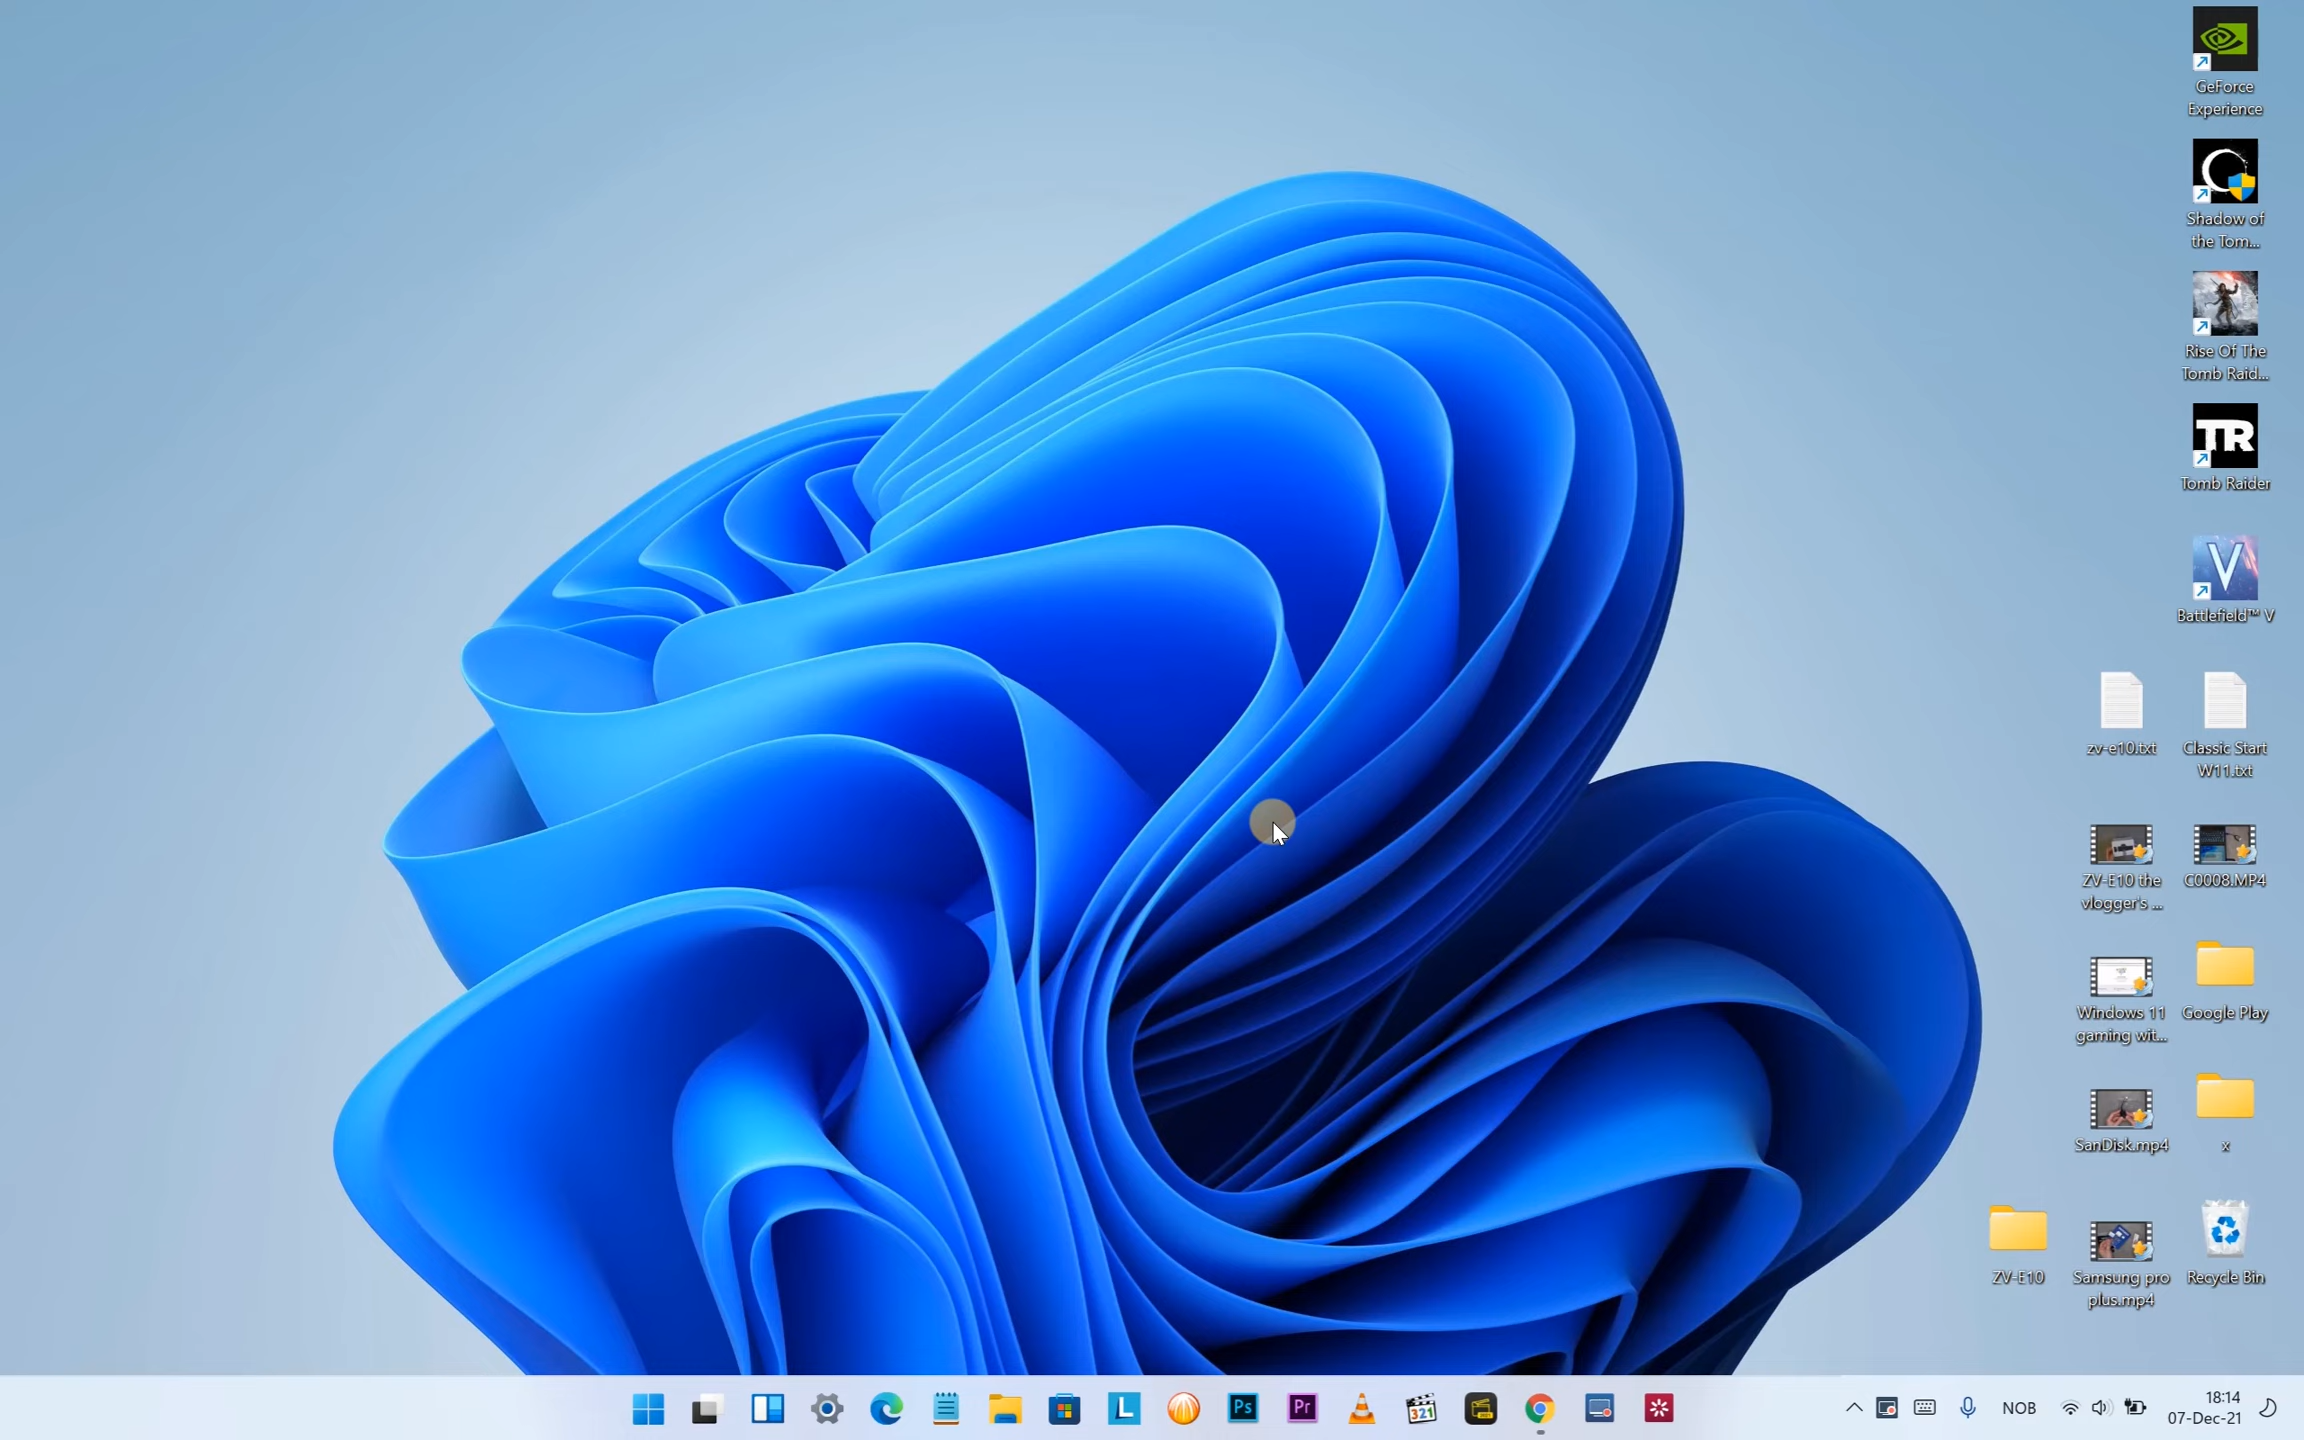 GeForce
Experience
Shadow of
the Tom...
Rise Of The
Tomb Raid...
TR
Tomb Raider
V
Battlefield™ V
zv-e10.txt
Classic Start
W11.txt
ZV-E10 the
vlogger's ...
C0008.MP4
Windows 11
gaming wit...
Google Play
SanDisk.mp4
x
ZV-E10
Samsung pro
plus.mp4
Recycle Bin
L
Ps
Pr
321
NOB
18:14
07-Dec-21